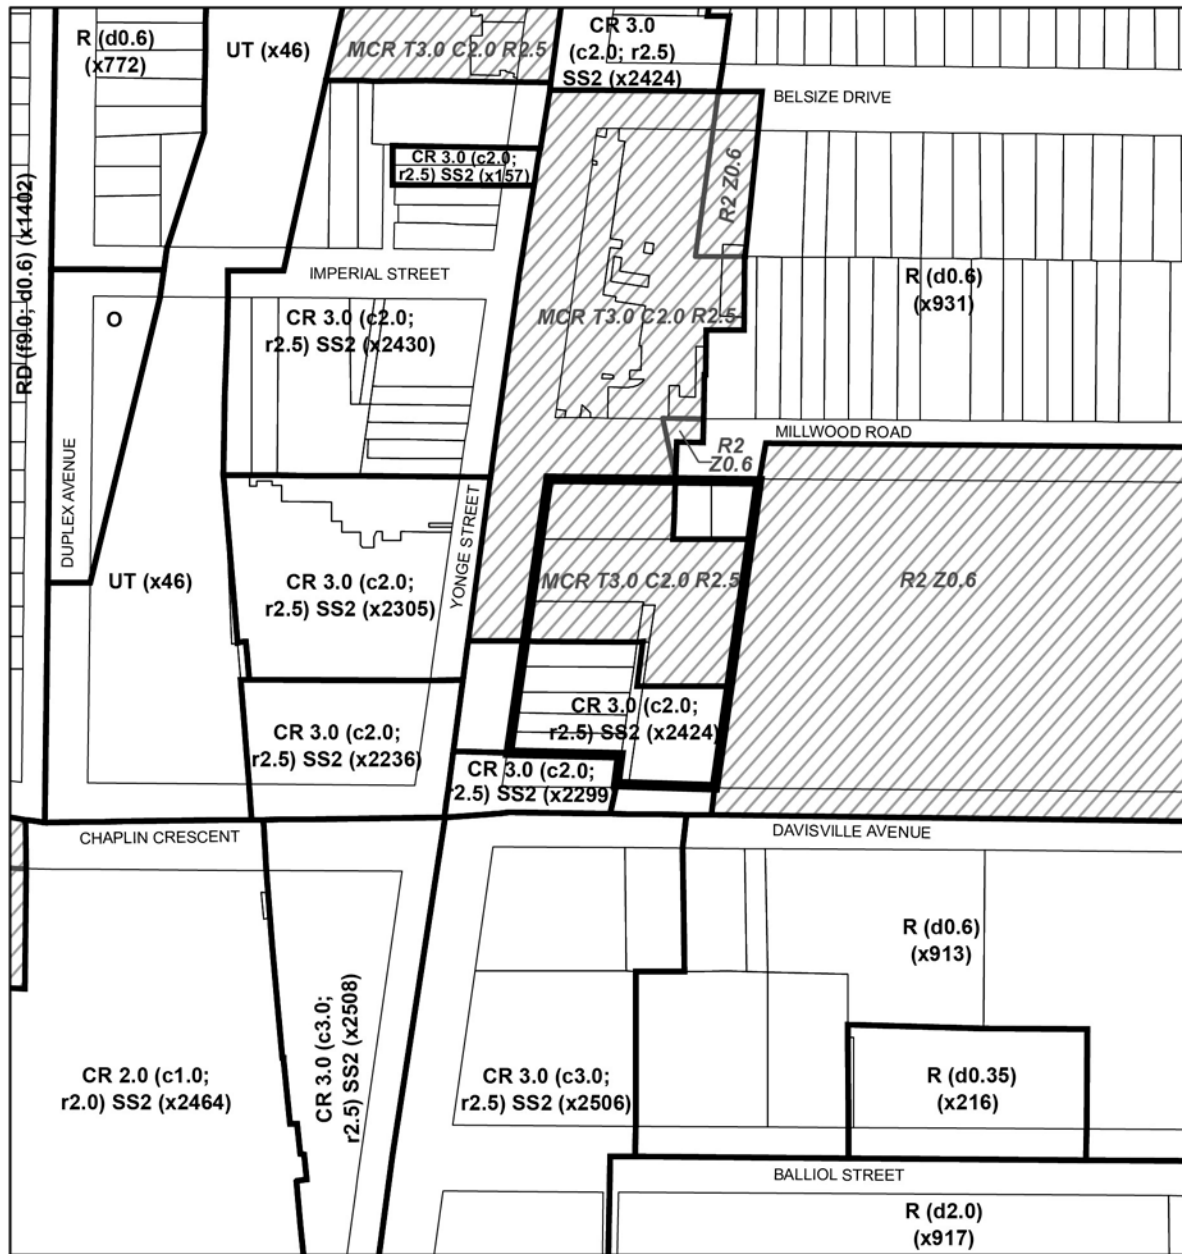 R (d0.6)
(x772)
UT (x46)
MCR T3.0 C2.0 R2.5
CR 3.0
(c2.0; r2.5)
SS2 (x2424)
BELSIZE DRIVE
CR 3.0 (c2.0;
r2.5) SS2 (x157)
R2 Z0.6
RD (f9.0; d0.6) (x1402)
IMPERIAL STREET
R (d0.6)
(x931)
O
CR 3.0 (c2.0;
r2.5) SS2 (x2430)
MCR T3.0 C2.0 R2.5
MILLWOOD ROAD
R2
Z0.6
DUPLEX AVENUE
YONGE STREET
UT (x46)
CR 3.0 (c2.0;
r2.5) SS2 (x2305)
MCR T3.0 C2.0 R2.5
R2 Z0.6
CR 3.0 (c2.0;
r2.5) SS2 (x2424)
CR 3.0 (c2.0;
r2.5) SS2 (x2236)
CR 3.0 (c2.0;
r2.5) SS2 (x2299)
CHAPLIN CRESCENT
DAVISVILLE AVENUE
R (d0.6)
(x913)
CR 3.0 (c3.0;
r2.5) SS2 (x2508)
CR 2.0 (c1.0;
r2.0) SS2 (x2464)
CR 3.0 (c3.0;
r2.5) SS2 (x2506)
R (d0.35)
(x216)
BALLIOL STREET
R (d2.0)
(x917)